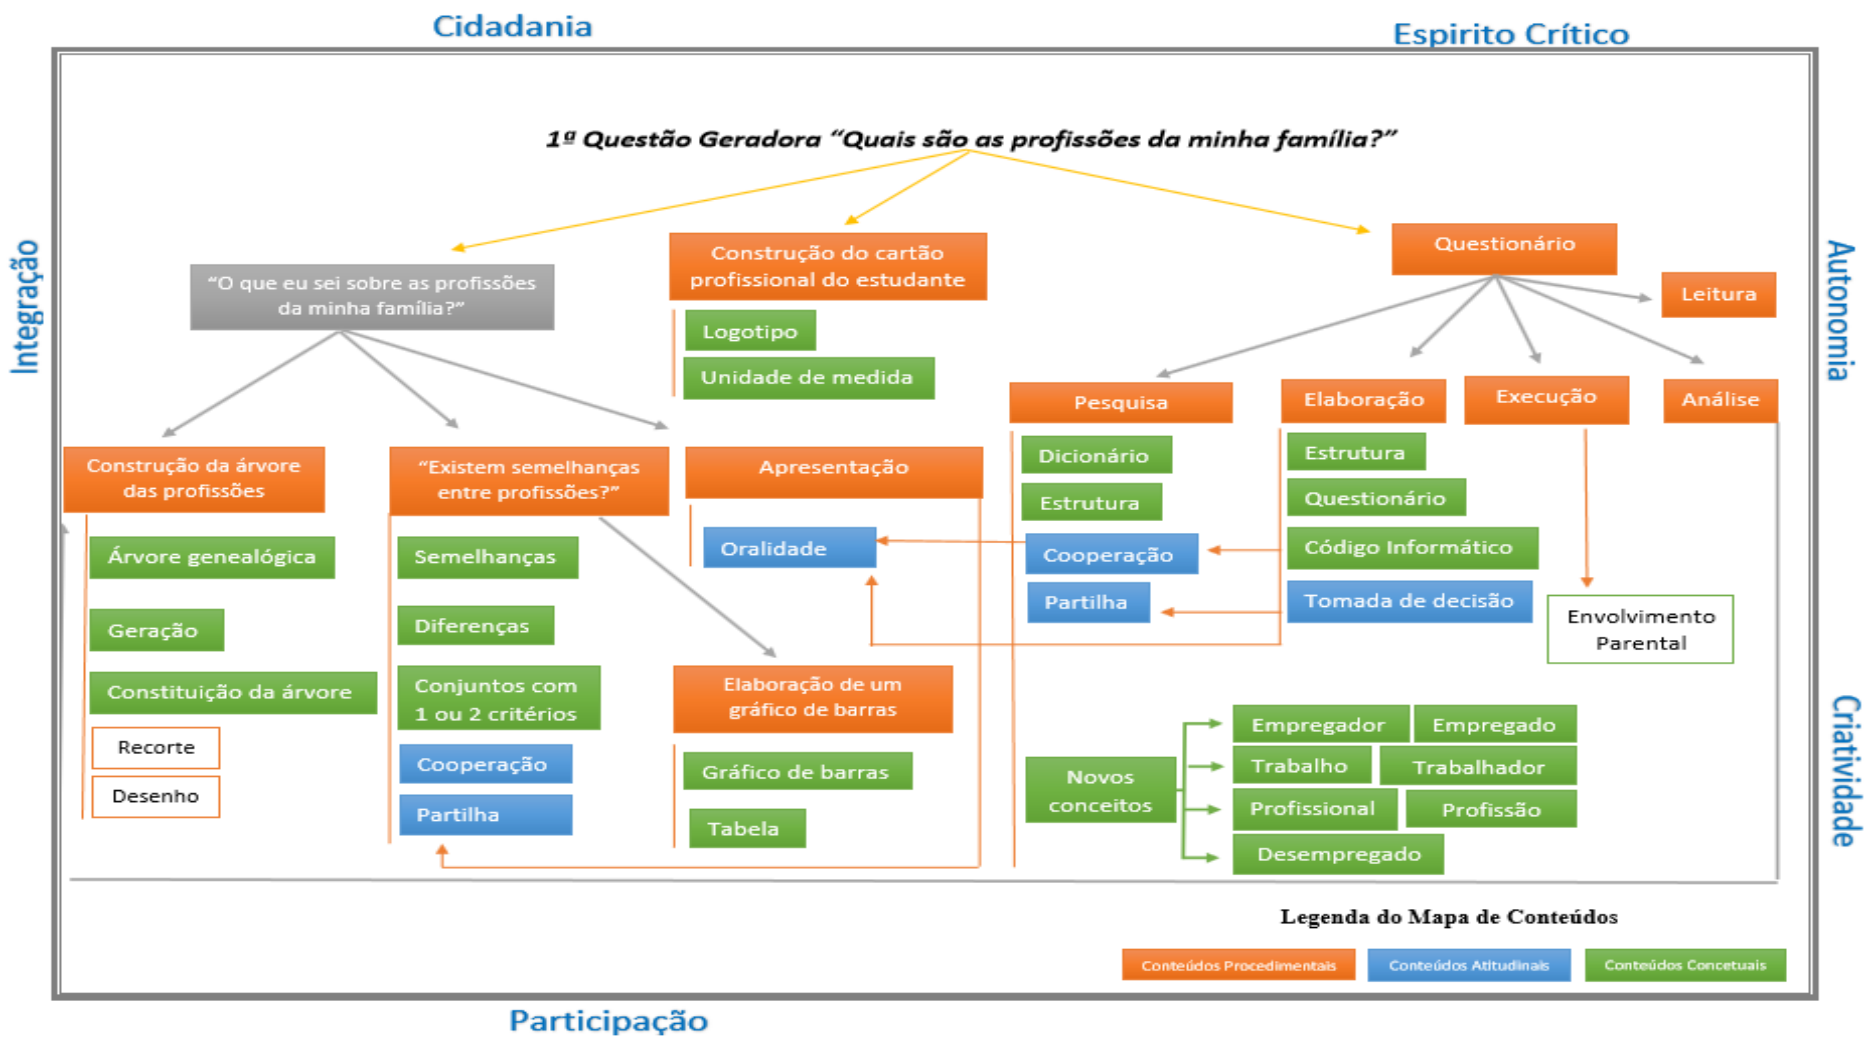 Cidadania
Espirito Crítico
1ª Questão Geradora “Quais são as profissões da minha família?”
Integração
Autonomia
Criatividade
“O que eu sei sobre as profissões
da minha família?”
Construção do cartão
profissional do estudante
Logotipo
Unidade de medida
Questionário
Leitura
Pesquisa
Elaboração
Execução
Análise
Construção da árvore
das profissões
Árvore genealógica
Geração
Constituição da árvore
Recorte
Desenho
“Existem semelhanças
entre profissões?”
Semelhanças
Diferenças
Conjuntos com
1 ou 2 critérios
Cooperação
Partilha
Apresentação
Oralidade
Elaboração de um
gráfico de barras
Gráfico de barras
Tabela
Dicionário
Estrutura
Cooperação
Partilha
Estrutura
Questionário
Código Informático
Tomada de decisão
Envolvimento
Parental
Novos
conceitos
Empregador
Empregado
Trabalho
Trabalhador
Profissional
Profissão
Desempregado
Legenda do Mapa de Conteúdos
Conteúdos Procedimentais
Conteúdos Atitudinais
Conteúdos Concetuais
Participação